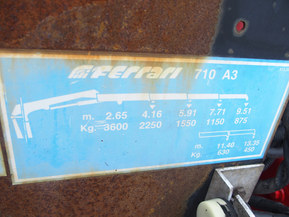 Ferrari 710 A3
m. 2.65 4.16 5.91 7.71 9.51
Kg. 3600 2250 1550 1150 875
m. 11.40 13.35
Kg. 630 460